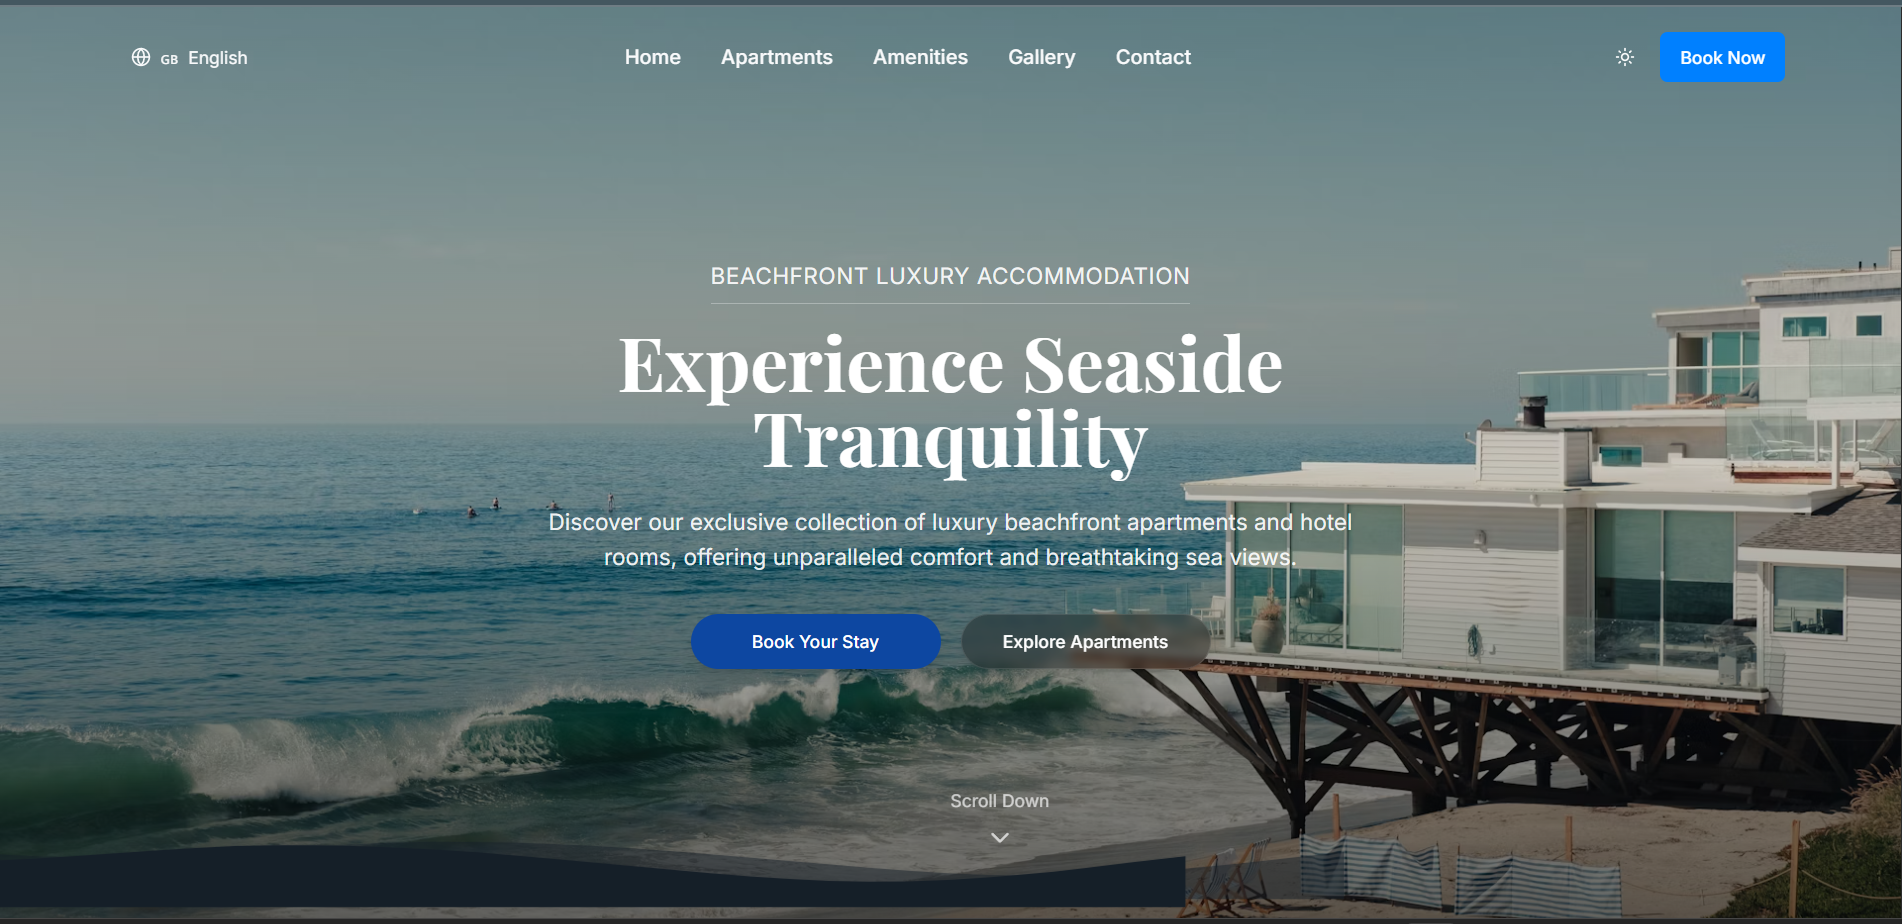 GB English
Home Apartments Amenities Gallery Contact
Book Now
BEACHFRONT LUXURY ACCOMMODATION
Experience Seaside
Tranquility
Discover our exclusive collection of luxury beachfront apartments and hotel
rooms, offering unparalleled comfort and breathtaking sea views.
Book Your Stay
Explore Apartments
Scroll Down